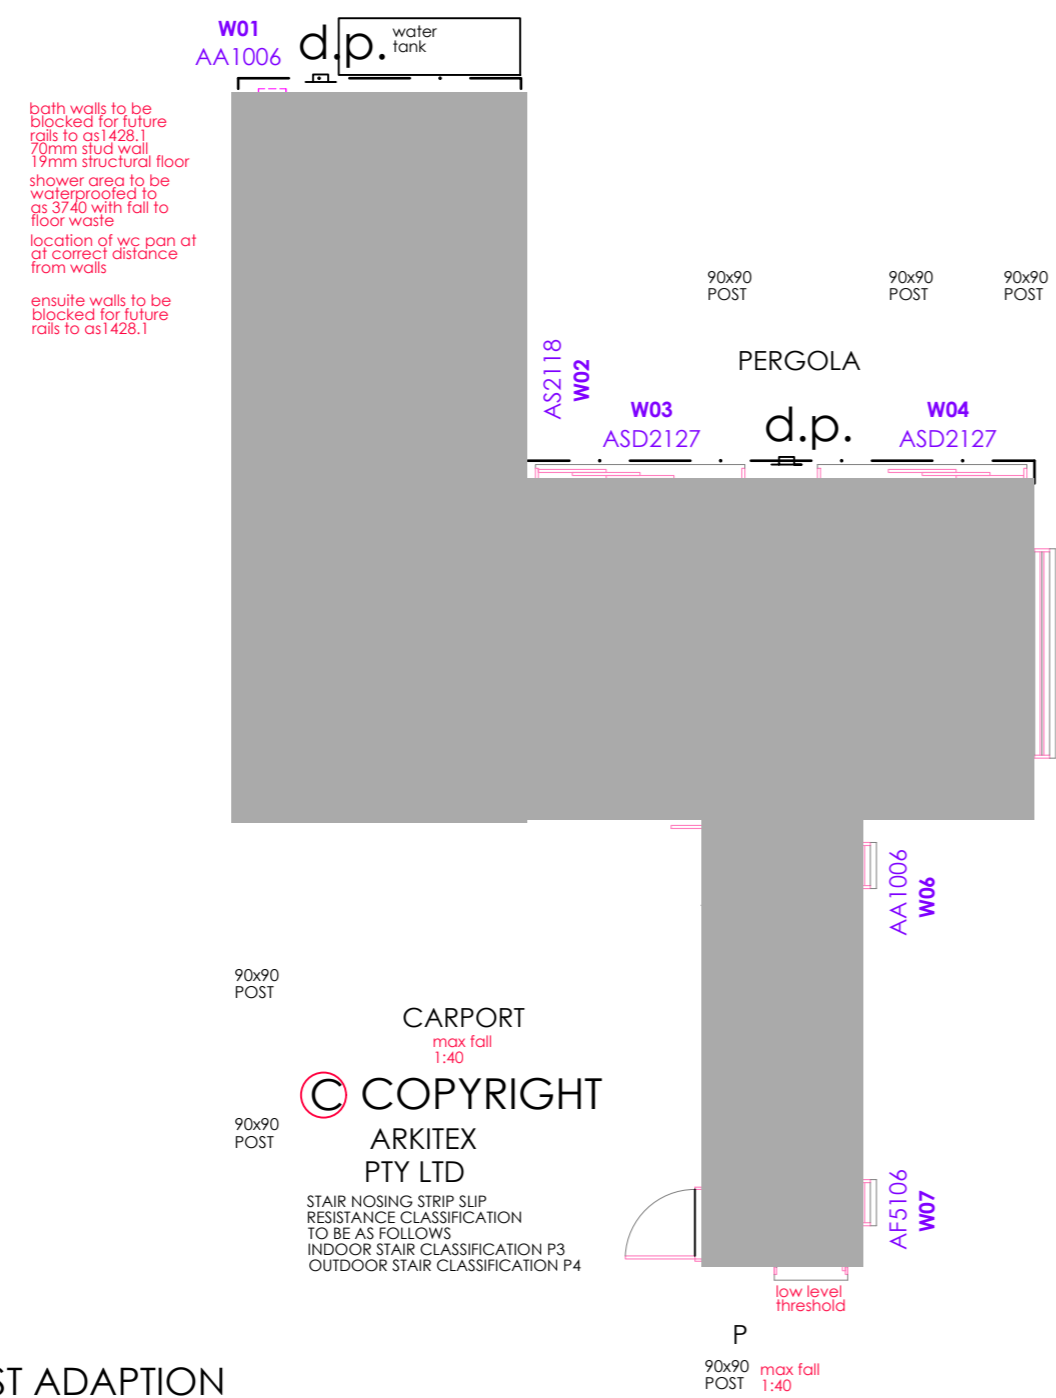 W01
AA1006
d.p.
water
tank
bath walls to be
blocked for future
rails to as1428.1
70mm stud wall
19mm structural floor
shower area to be
waterproofed to
as 3740 with fall to
floor waste
location of wc pan at
at correct distance
from walls
ensuite walls to be
blocked for future
rails to as1428.1
90x90
POST
90x90
POST
90x90
POST
PERGOLA
AS2118
W02
W03
ASD2127
d.p.
W04
ASD2127
AA1006
W06
90x90
POST
CARPORT
max fall
1:40
© COPYRIGHT
ARKITEX
PTY LTD
90x90
POST
STAIR NOSING STRIP SLIP
RESISTANCE CLASSIFICATION
TO BE AS FOLLOWS
INDOOR STAIR CLASSIFICATION P3
OUTDOOR STAIR CLASSIFICATION P4
AF5106
W07
low level
threshold
P
90x90
POST
max fall
1:40
ST ADAPTION